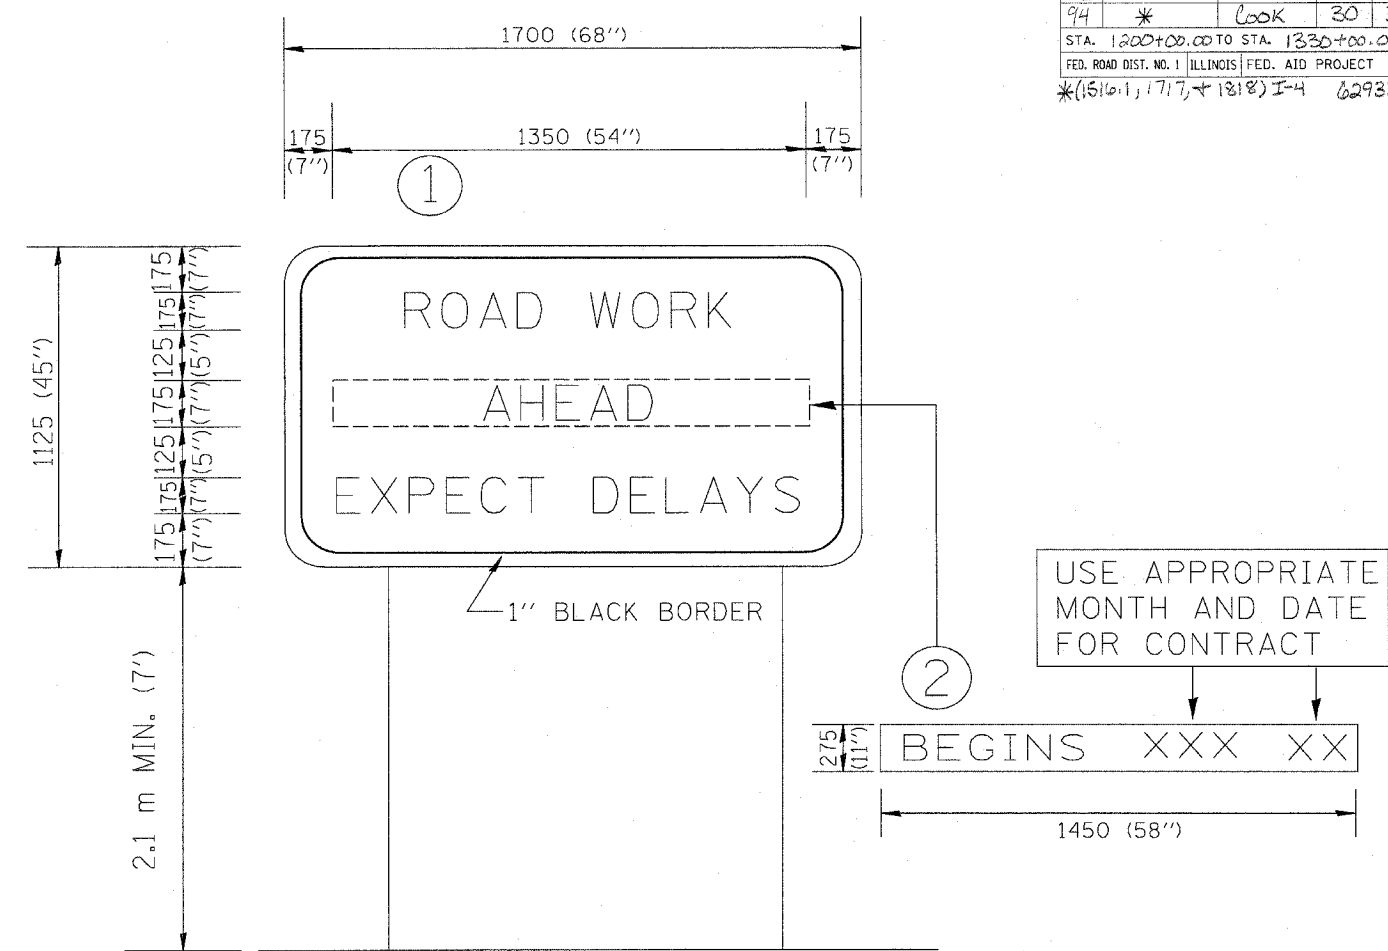 94 * COOK 30
STA. 1200+00.00 TO STA. 1330+00.0
FED. ROAD DIST. NO. 1 ILLINOIS FED. AID PROJECT
*(1516.1, 1717, + 1818) I-4 6293
1700 (68'')
175 (7'')
1350 (54'')
175 (7'')
1
1125 (45'')
175 (7'')
175 (7'')
125 (5'')
175 (7'')
125 (5'')
175 (7'')
175 (7'')
ROAD WORK
AHEAD
EXPECT DELAYS
1'' BLACK BORDER
2.1 m MIN. (7')
2
USE APPROPRIATE
MONTH AND DATE
FOR CONTRACT
275 (11'')
BEGINS XXX XX
1450 (58'')